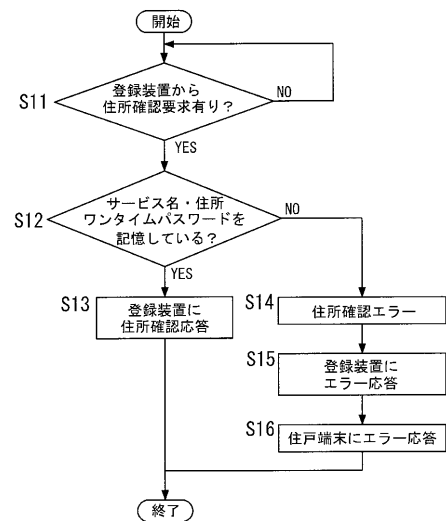 開始
S11
登録装置から
住所確認要求有り?
NO
YES
S12
サービス名・住所
ワンタイムパスワードを
記憶している?
NO
YES
S13
登録装置に
住所確認応答
S14
住所確認エラー
S15
登録装置に
エラー応答
S16
住戸端末にエラー応答
終了